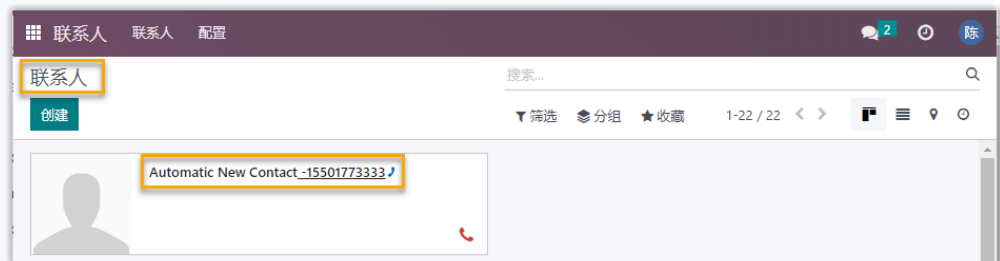 联系人 联系人 配置 2 陈
联系人 搜索...
创建 筛选 分组 收藏 1-22 / 22
Automatic New Contact -15501773333